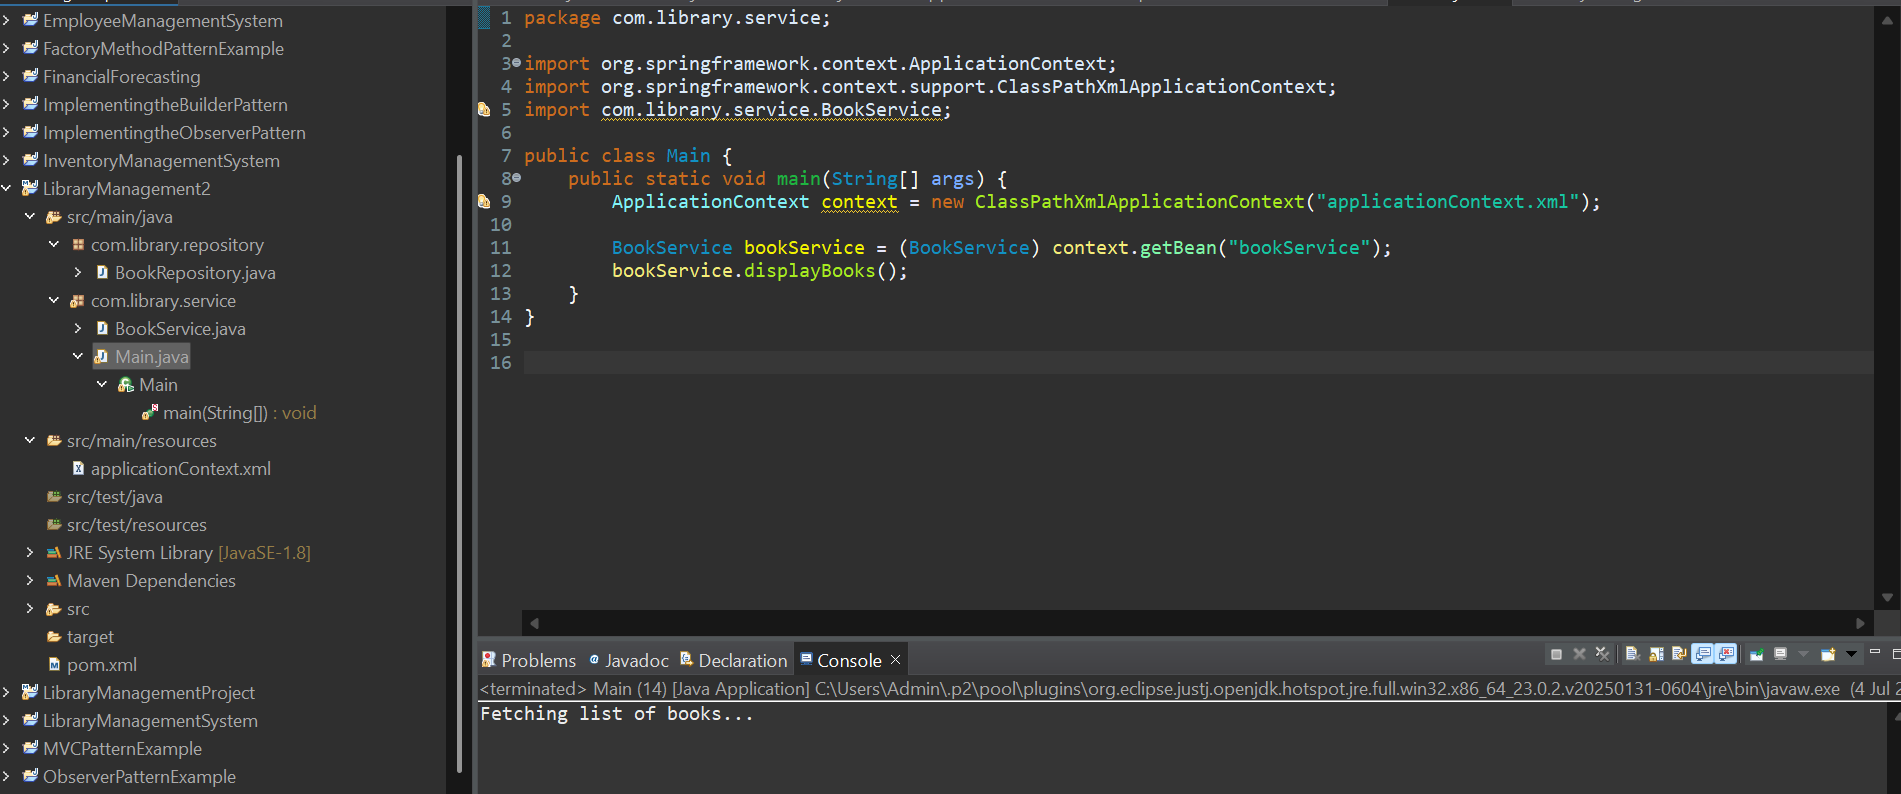 EmployeeManagementSystem
FactoryMethodPatternExample
FinancialForecasting
ImplementingtheBuilderPattern
ImplementingtheObserverPattern
InventoryManagementSystem
LibraryManagement2
src/main/java
com.library.repository
BookRepository.java
com.library.service
BookService.java
Main.java
Main
main(String[]) : void
src/main/resources
applicationContext.xml
src/test/java
src/test/resources
JRE System Library [JavaSE-1.8]
Maven Dependencies
src
target
pom.xml
LibraryManagementProject
LibraryManagementSystem
MVCPatternExample
ObserverPatternExample
1 package com.library.service;
2
3 import org.springframework.context.ApplicationContext;
4 import org.springframework.context.support.ClassPathXmlApplicationContext;
5 import com.library.service.BookService;
6
7 public class Main {
8 public static void main(String[] args) {
9 ApplicationContext context = new ClassPathXmlApplicationContext("applicationContext.xml");
10
11 BookService bookService = (BookService) context.getBean("bookService");
12 bookService.displayBooks();
13 }
14 }
15
16
Problems Javadoc Declaration Console
<terminated> Main (14) [Java Application] C:\Users\Admin\.p2\pool\plugins\org.eclipse.justj.openjdk.hotspot.jre.full.win32.x86_64_23.0.2.v20250131-0604\jre\bin\javaw.exe (4 Jul
Fetching list of books...